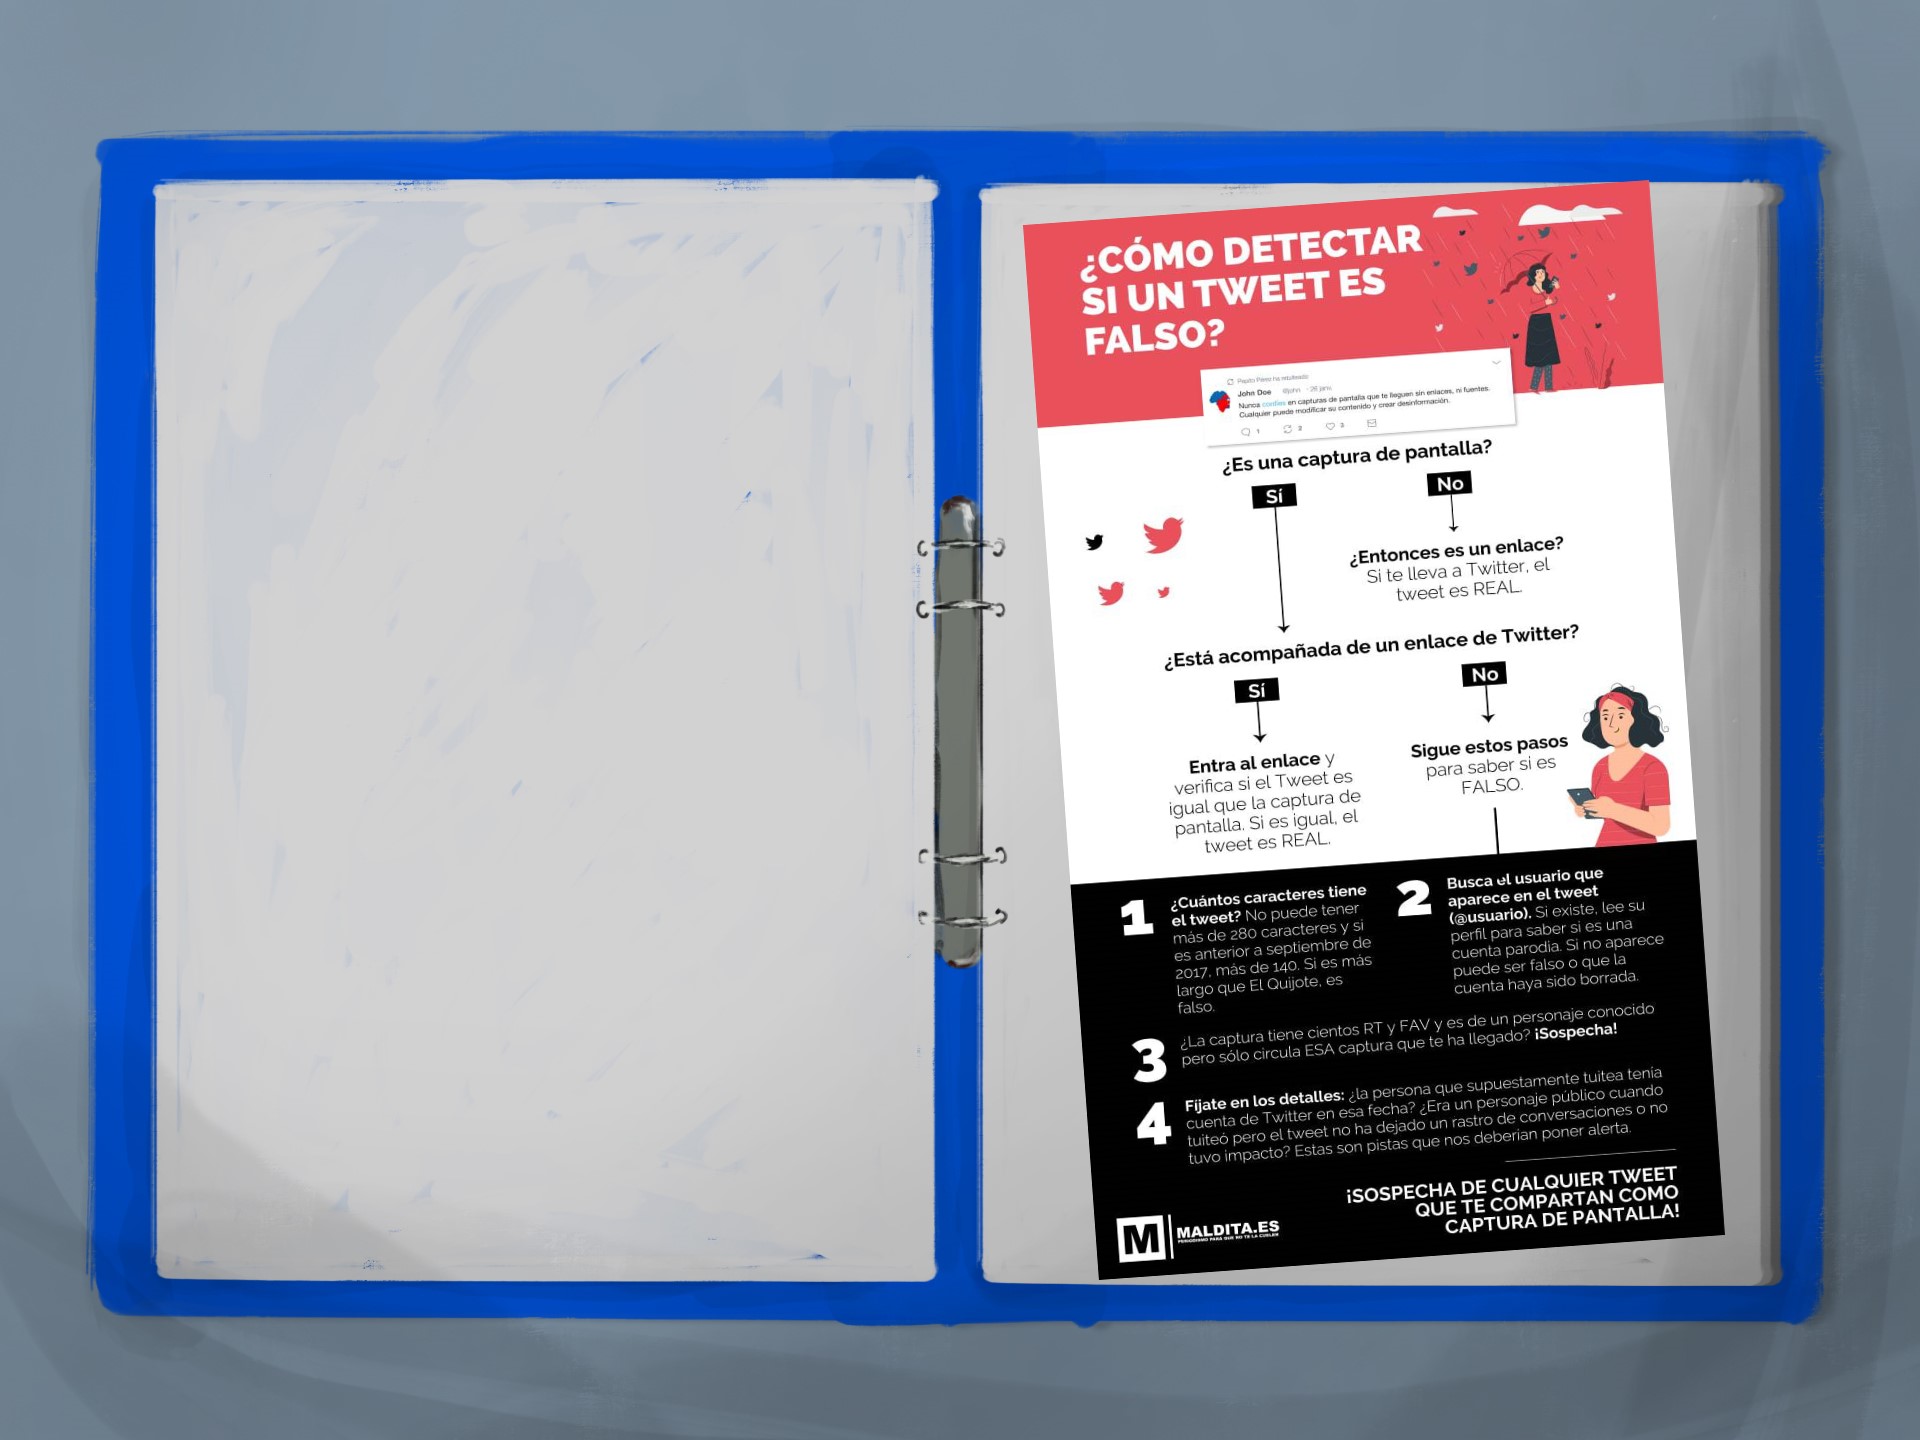 ¿CÓMO DETECTAR
SI UN TWEET ES
FALSO?
Pepito Pérez ha retuiteado
John Doe @john · 26 janv.
Nunca confíes en capturas de pantalla que te lleguen sin enlaces, ni fuentes.
Cualquier puede modificar su contenido y crear desinformación.
1 2 3
¿Es una captura de pantalla?
Sí
No
¿Entonces es un enlace?
Si te lleva a Twitter, el
tweet es REAL.
¿Está acompañada de un enlace de Twitter?
Sí
No
Entra al enlace y
verifica si el Tweet es
igual que la captura de
pantalla. Si es igual, el
tweet es REAL.
Sigue estos pasos
para saber si es
FALSO.
1
¿Cuántos caracteres tiene
el tweet? No puede tener
más de 280 caracteres y si
es anterior a septiembre de
2017, más de 140. Si es más
largo que El Quijote, es
falso.
2
Busca el usuario que
aparece en el tweet
(@usuario). Si existe, lee su
perfil para saber si es una
cuenta parodia. Si no aparece
puede ser falso o que la
cuenta haya sido borrada.
3
¿La captura tiene cientos RT y FAV y es de un personaje conocido
pero sólo circula ESA captura que te ha llegado? ¡Sospecha!
4
Fíjate en los detalles: ¿la persona que supuestamente tuitea tenía
cuenta de Twitter en esa fecha? ¿Era un personaje público cuando
tuiteó pero el tweet no ha dejado un rastro de conversaciones o no
tuvo impacto? Estas son pistas que nos deberían poner alerta.
¡SOSPECHA DE CUALQUIER TWEET
QUE TE COMPARTAN COMO
CAPTURA DE PANTALLA!
M MALDITA.ES
PERIODISMO PARA QUE NO TE LA CUELEN